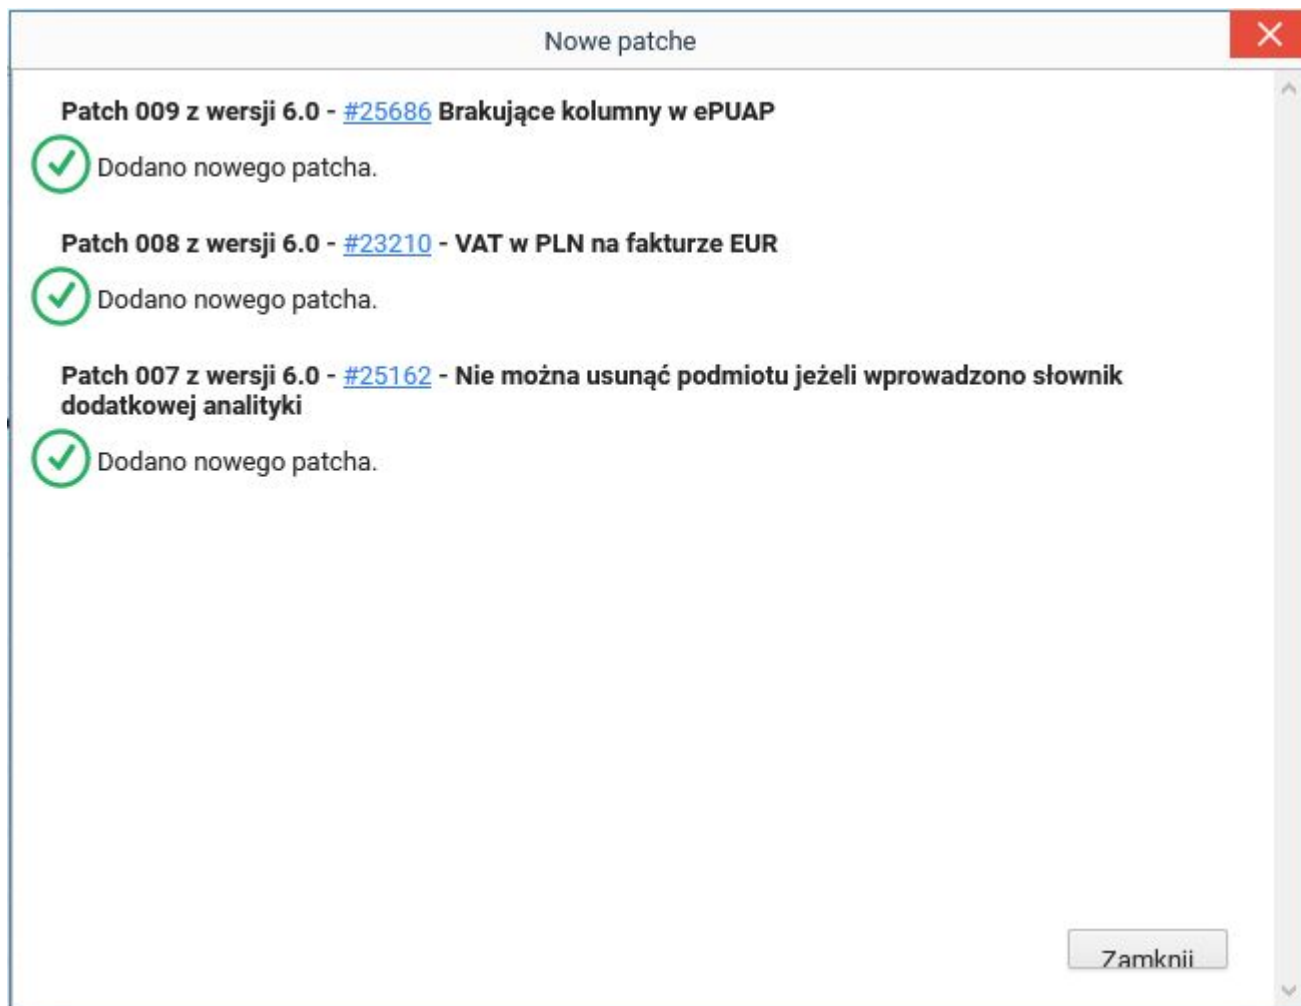 Nowe patche
Patch 009 z wersji 6.0 - #25686 Brakujące kolumny w ePUAP
Dodano nowego patcha.
Patch 008 z wersji 6.0 - #23210 - VAT w PLN na fakturze EUR
Dodano nowego patcha.
Patch 007 z wersji 6.0 - #25162 - Nie można usunąć podmiotu jeżeli wprowadzono słownik
dodatkowej analityki
Dodano nowego patcha.
Zamknij